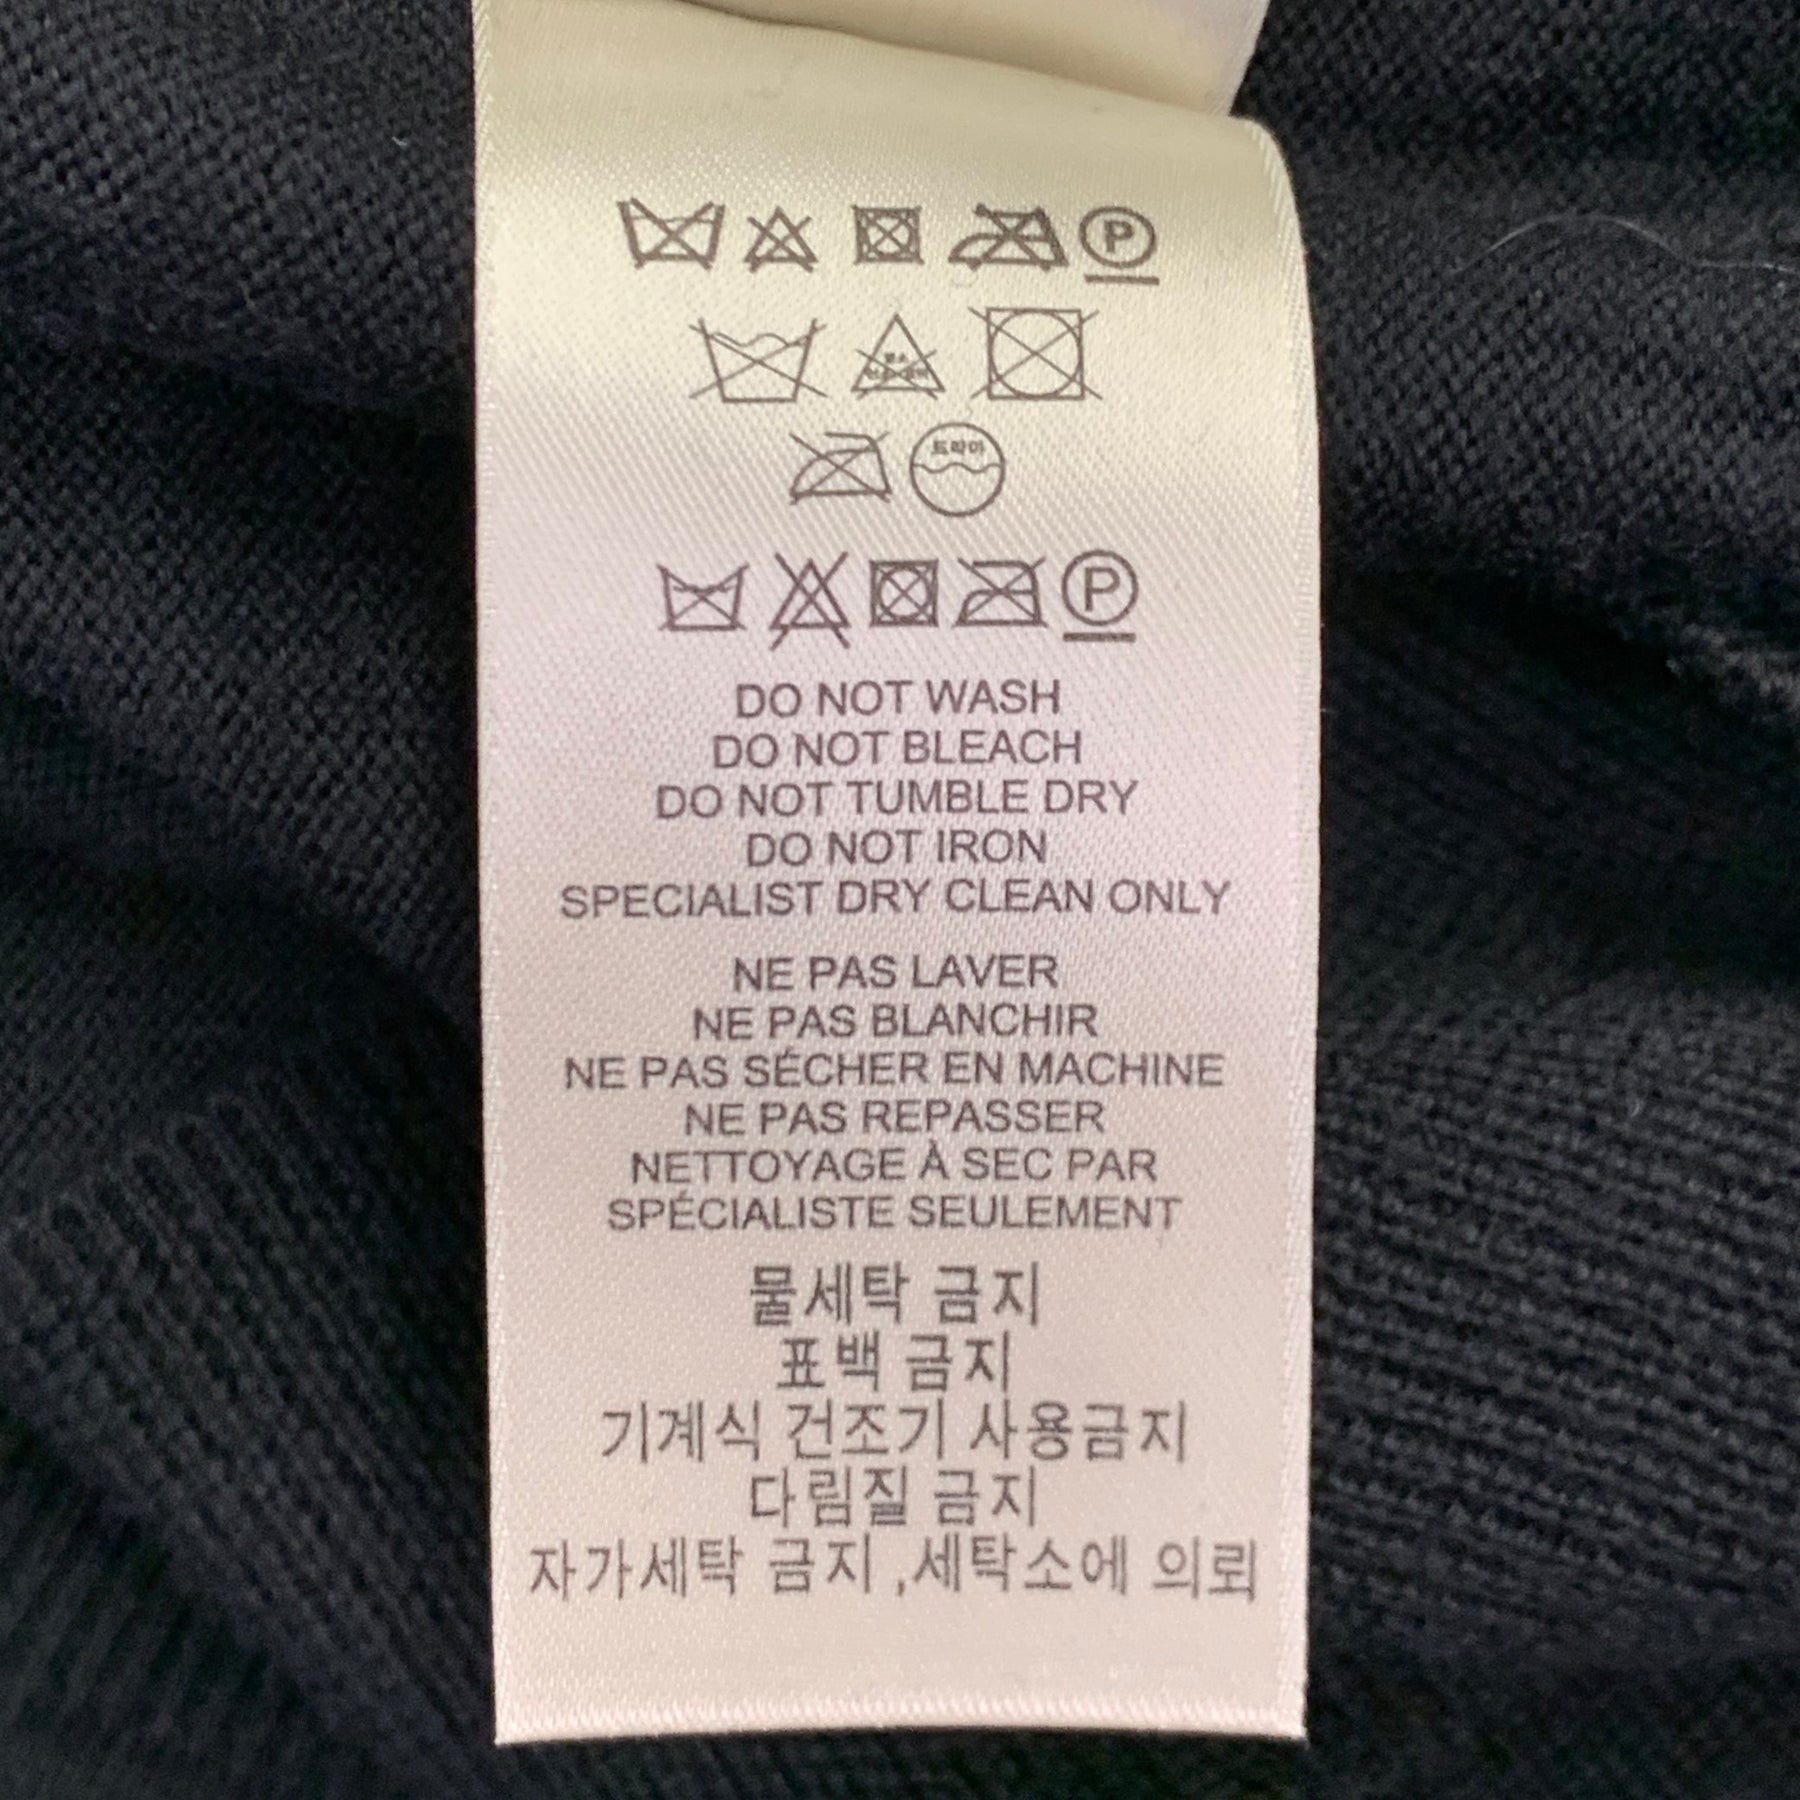 P
드라이
P
DO NOT WASH
DO NOT BLEACH
DO NOT TUMBLE DRY
DO NOT IRON
SPECIALIST DRY CLEAN ONLY
NE PAS LAVER
NE PAS BLANCHIR
NE PAS SÉCHER EN MACHINE
NE PAS REPASSER
NETTOYAGE À SEC PAR
SPÉCIALISTE SEULEMENT
물세탁 금지
표백 금지
기계식 건조기 사용금지
다림질 금지
자가세탁 금지 ,세탁소에 의뢰